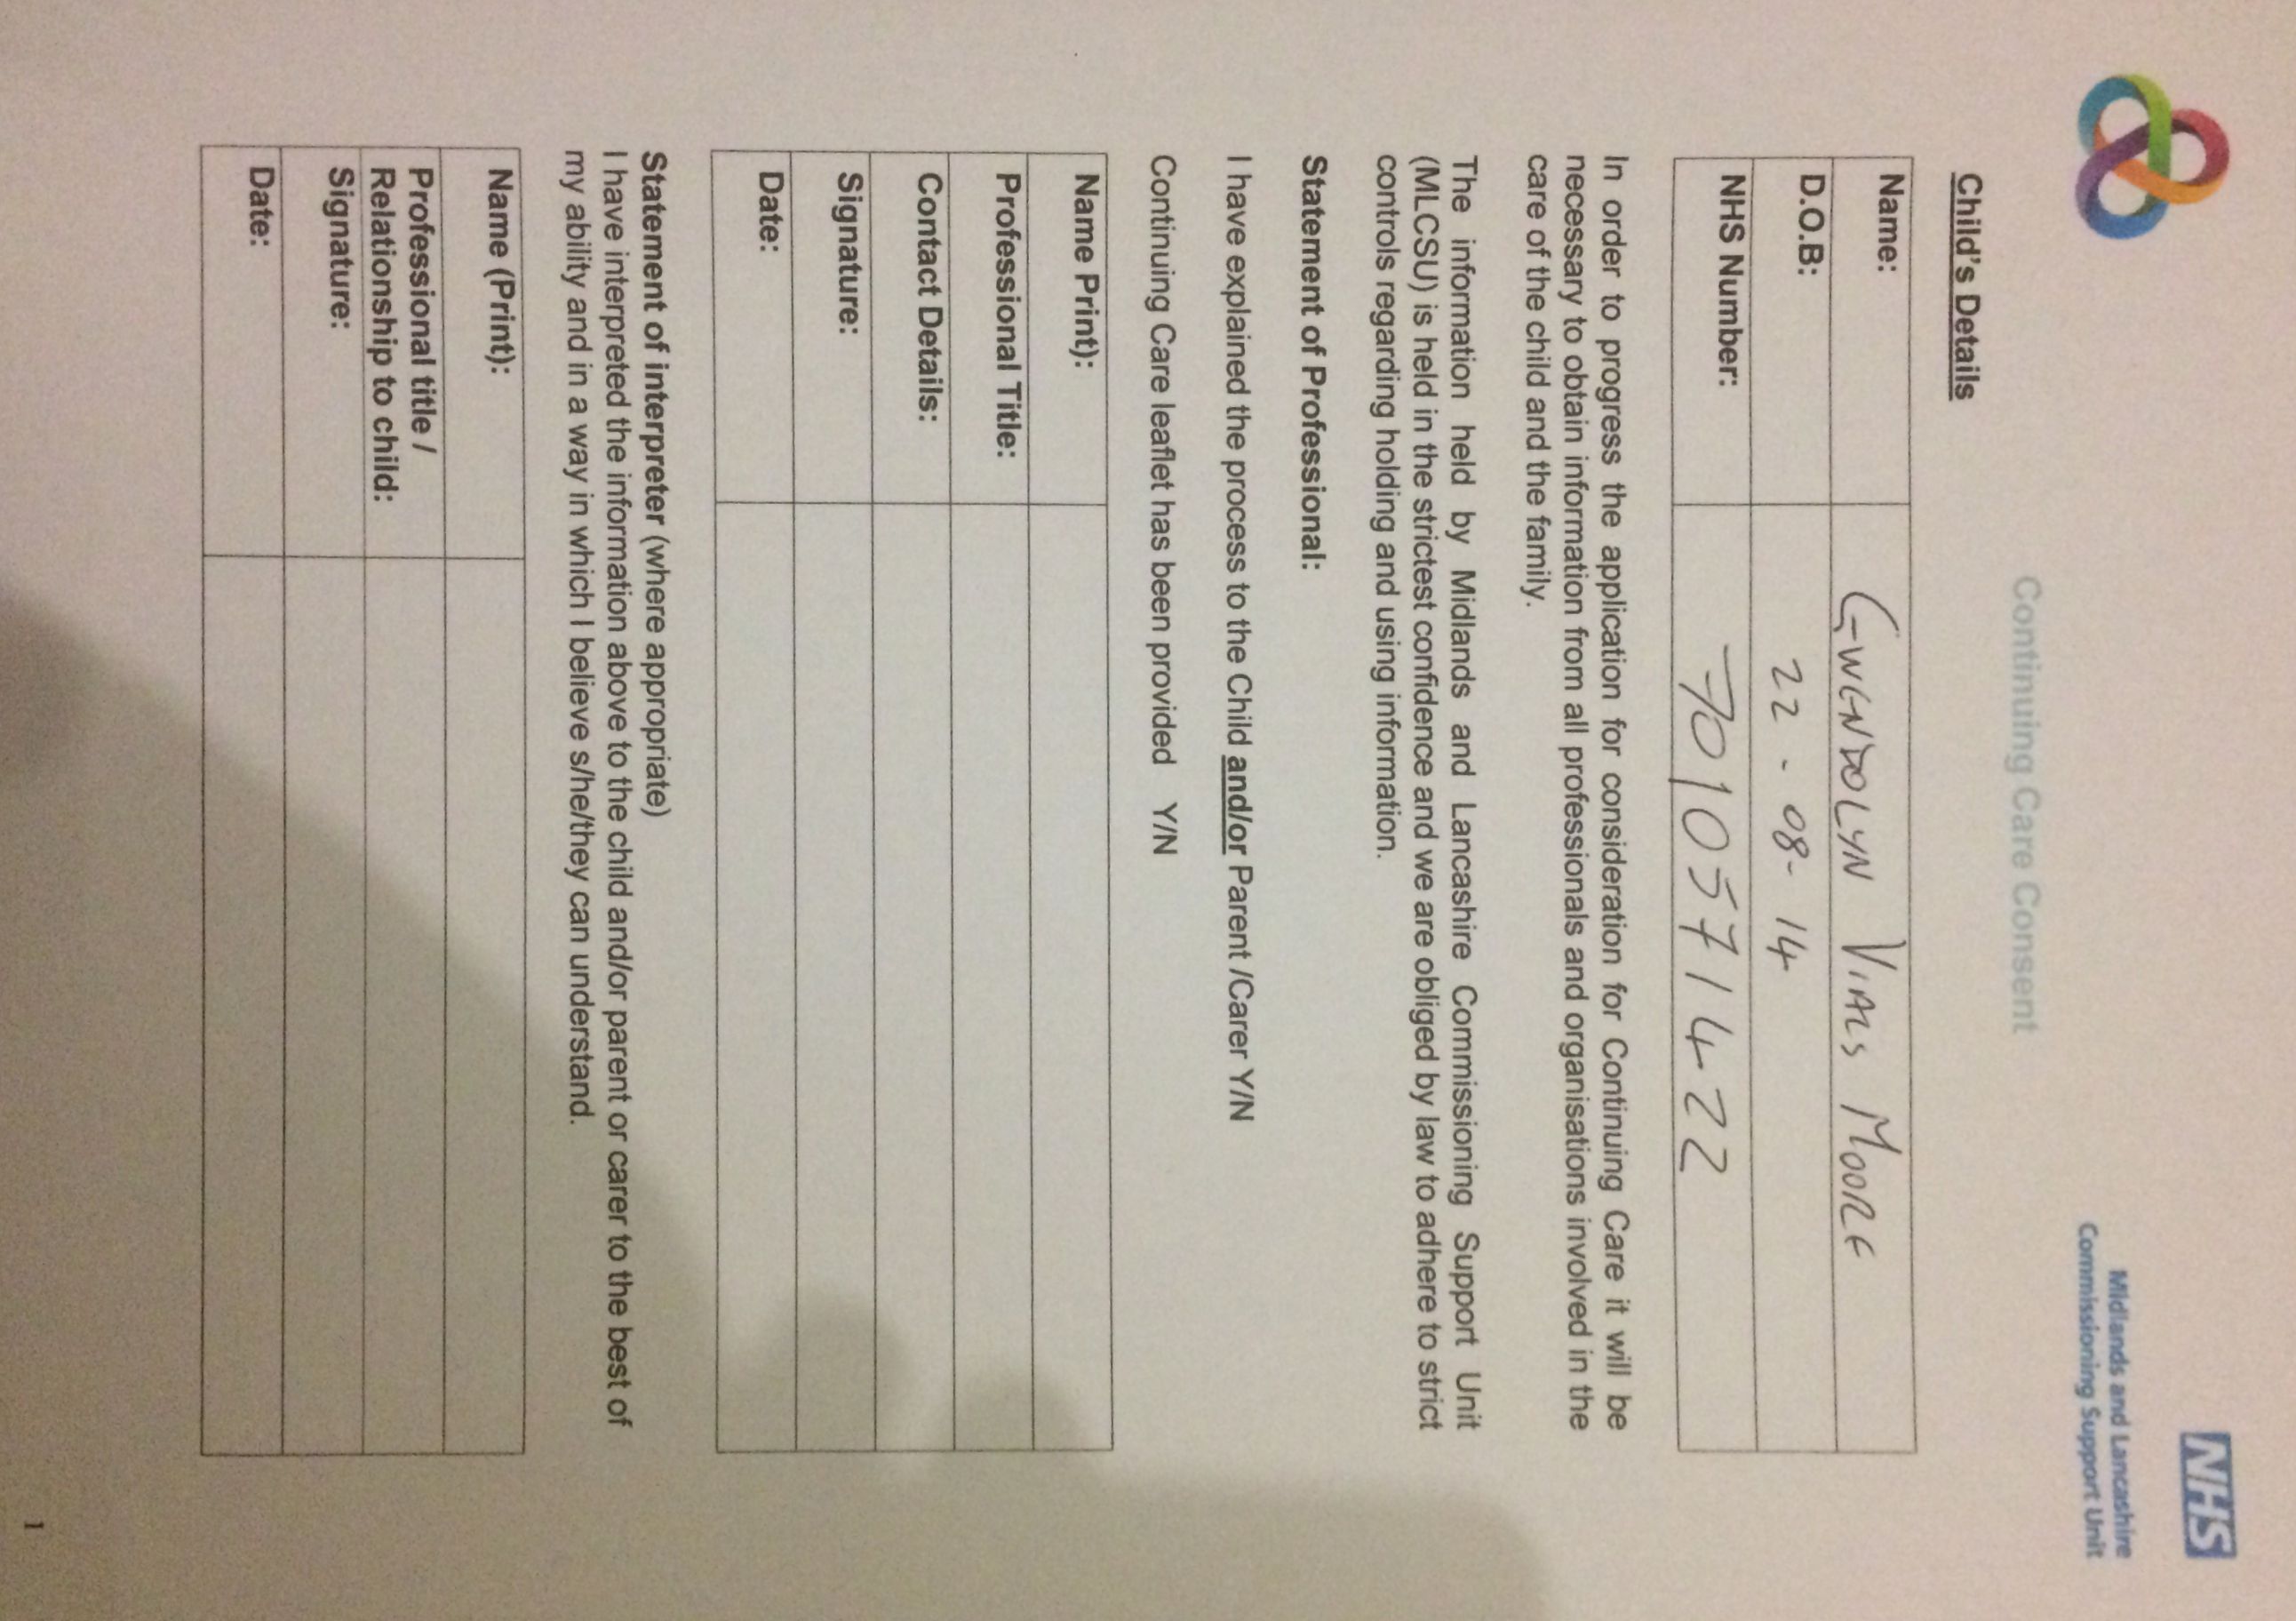 NHS
Midlands and Lancashire
Commissioning Support Unit
Continuing Care Consent
Child's Details
Name: GWENDOLYN VIALS MOORE
D.O.B: 22 - 08 - 14
NHS Number: 7010571422
In order to progress the application for consideration for Continuing Care it will be
necessary to obtain information from all professionals and organisations involved in the
care of the child and the family.
The information held by Midlands and Lancashire Commissioning Support Unit
(MLCSU) is held in the strictest confidence and we are obliged by law to adhere to strict
controls regarding holding and using information.
Statement of Professional:
I have explained the process to the Child and/or Parent /Carer Y/N
Continuing Care leaflet has been provided Y/N
Name Print):
Professional Title:
Contact Details:
Signature:
Date:
Statement of interpreter (where appropriate)
I have interpreted the information above to the child and/or parent or carer to the best of
my ability and in a way in which I believe s/he/they can understand.
Name (Print):
Professional title /
Relationship to child:
Signature:
Date:
1